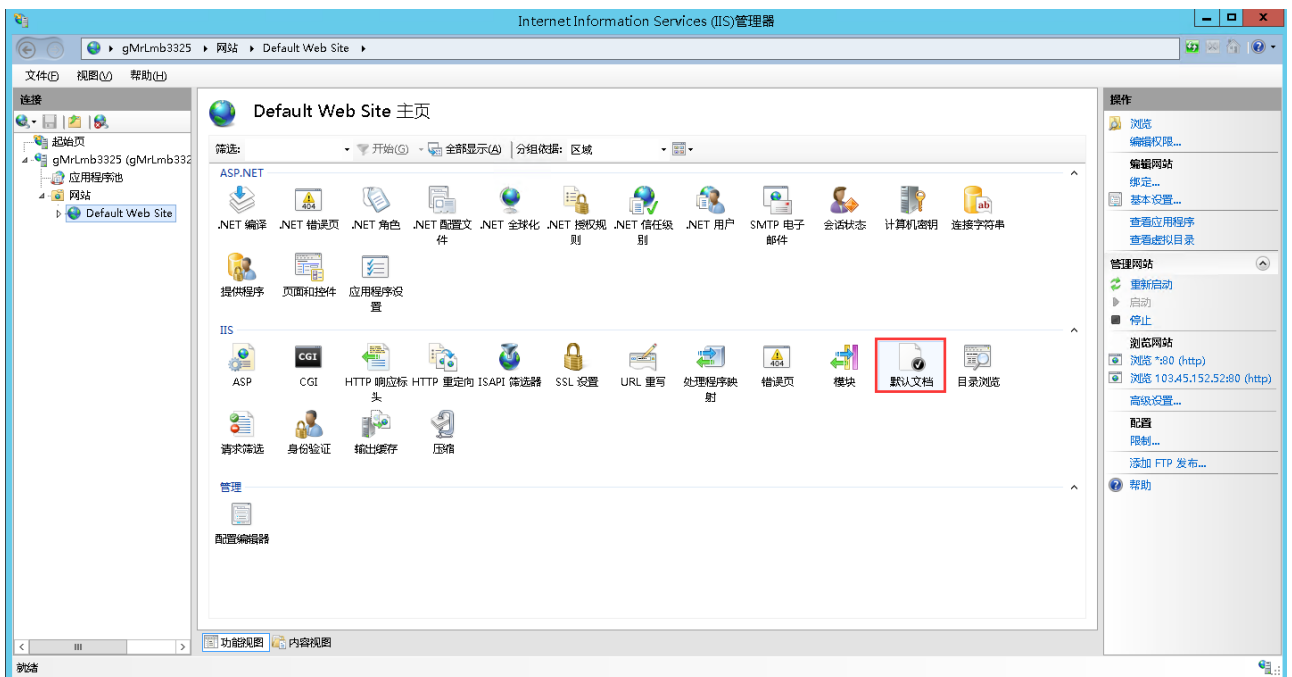 Internet Information Services (IIS)管理器
gMrLmb3325 网站 Default Web Site
文件(F) 视图(V) 帮助(H)
连接
起始页
gMrLmb3325 (gMrLmb332
应用程序池
网站
Default Web Site
Default Web Site 主页
筛选: 开始(G) 全部显示(A) 分组依据: 区域
ASP.NET
.NET 编译 .NET 错误页 .NET 角色 .NET 配置文件 .NET 全球化 .NET 授权规则 .NET 信任级别 .NET 用户 SMTP 电子邮件 会话状态 计算机密钥 连接字符串
提供程序 页面和控件 应用程序设置
IIS
ASP CGI HTTP 响应标头 HTTP 重定向 ISAPI 筛选器 SSL 设置 URL 重写 处理程序映射 错误页 模块 默认文档 目录浏览
请求筛选 身份验证 输出缓存 压缩
管理
配置编辑器
功能视图 内容视图
就绪
操作
浏览
编辑权限...
编辑网站
绑定...
基本设置...
查看应用程序
查看虚拟目录
管理网站
重新启动
启动
停止
浏览网站
浏览 *:80 (http)
浏览 103.45.152.52:80 (http)
高级设置...
配置
限制...
添加 FTP 发布...
帮助